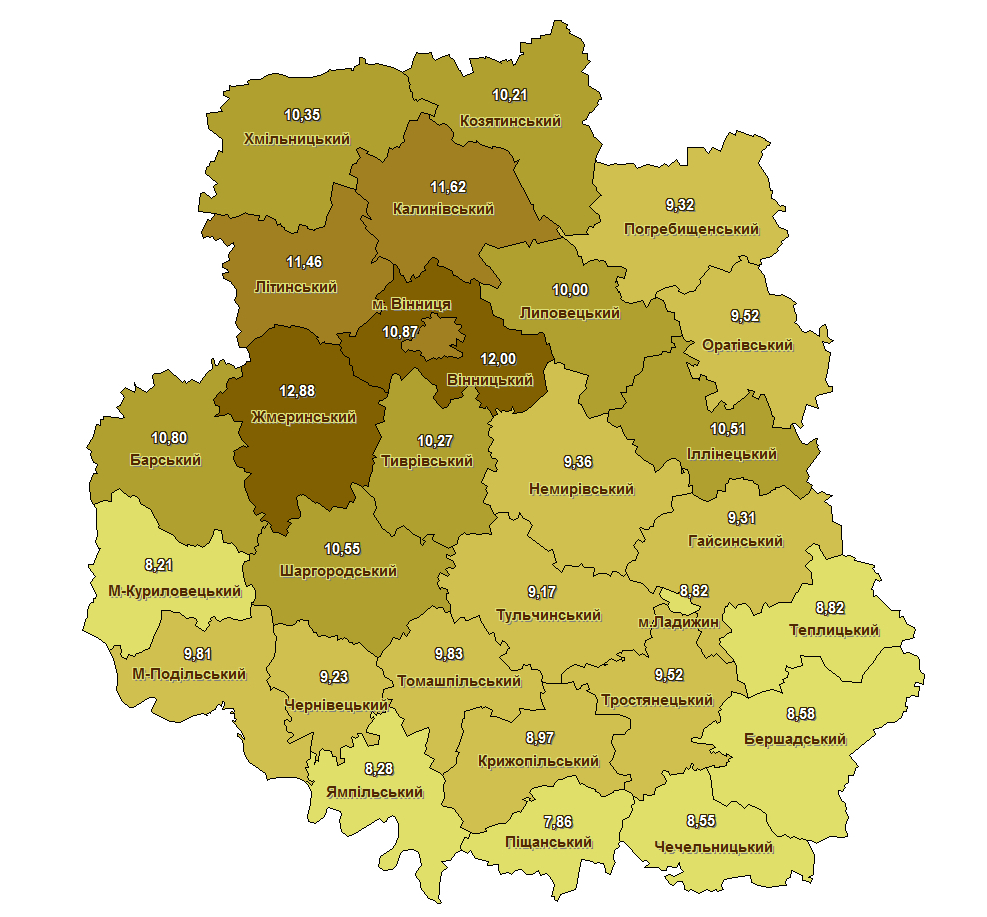 10,21
Козятинський
10,35
Хмільницький
11,62
Калинівський
9,32
Погребищенський
11,46
Літинський
10,00
Липовецький
м. Вінниця
10,87
9,52
Оратівський
12,00
Вінницький
12,88
Жмеринський
10,80
Барський
10,27
Тиврівський
10,51
Іллінецький
9,36
Немирівський
9,31
Гайсинський
10,55
Шаргородський
8,21
М-Куриловецький
9,17
Тульчинський
8,82
м.Ладижин
8,82
Теплицький
9,81
М-Подільський
9,23
Чернівецький
9,83
Томашпільський
9,52
Тростянецький
8,58
Бершадський
8,97
Крижопільський
8,28
Ямпільський
7,86
Піщанський
8,55
Чечельницький